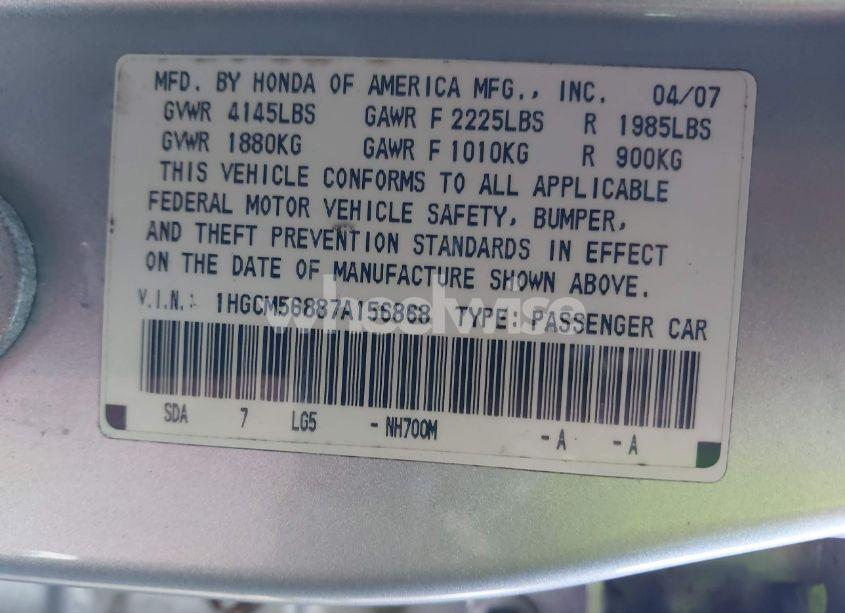 MFD. BY HONDA OF AMERICA MFG., INC. 04/07
GVWR 4145LBS GAWR F 2225LBS R 1985LBS
GVWR 1880KG GAWR F 1010KG R 900KG
THIS VEHICLE CONFORMS TO ALL APPLICABLE
FEDERAL MOTOR VEHICLE SAFETY, BUMPER,
AND THEFT PREVENTION STANDARDS IN EFFECT
ON THE DATE OF MANUFACTURE SHOWN ABOVE.
V.I.N.: 1HGCM56887A156868 TYPE: PASSENGER CAR
wheelwise
SDA 7 LG5 - NH700M - A - A